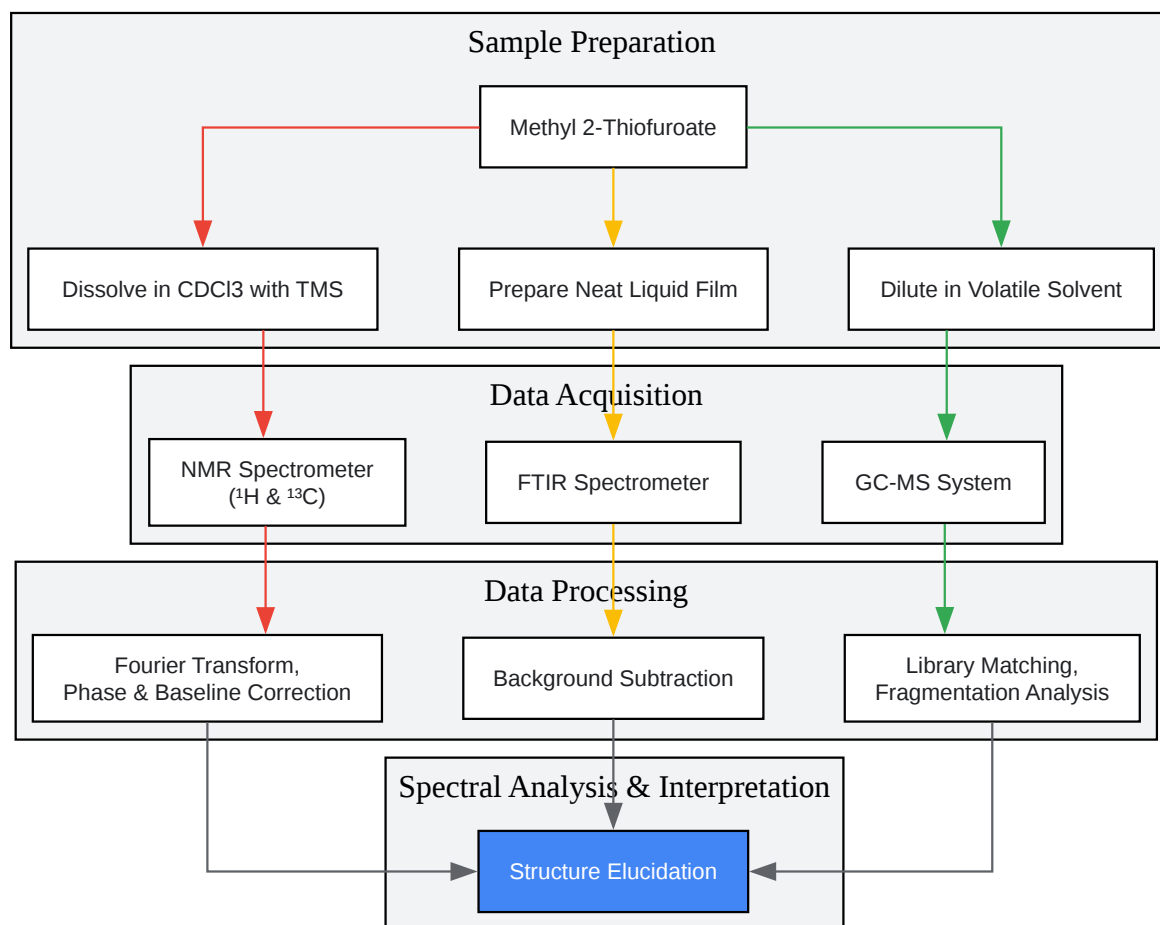 Sample Preparation
Methyl 2-Thiofuroate
Dissolve in CDCl3 with TMS
Prepare Neat Liquid Film
Dilute in Volatile Solvent
Data Acquisition
NMR Spectrometer
(¹H & ¹³C)
FTIR Spectrometer
GC-MS System
Data Processing
Fourier Transform,
Phase & Baseline Correction
Background Subtraction
Library Matching,
Fragmentation Analysis
Spectral Analysis & Interpretation
Structure Elucidation